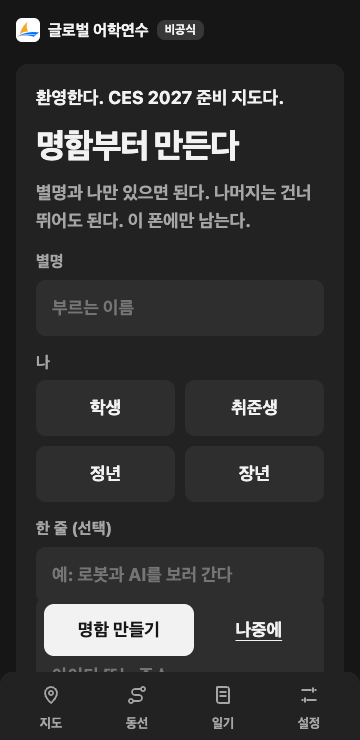 글로벌 어학연수 비공식
환영한다. CES 2027 준비 지도다.
명함부터 만든다
별명과 나만 있으면 된다. 나머지는 건너
뛰어도 된다. 이 폰에만 남는다.
별명
부르는 이름
나
학생 취준생
정년 장년
한 줄 (선택)
예: 로봇과 AI를 보러 간다
명함 만들기 나중에
지도 동선 일기 설정